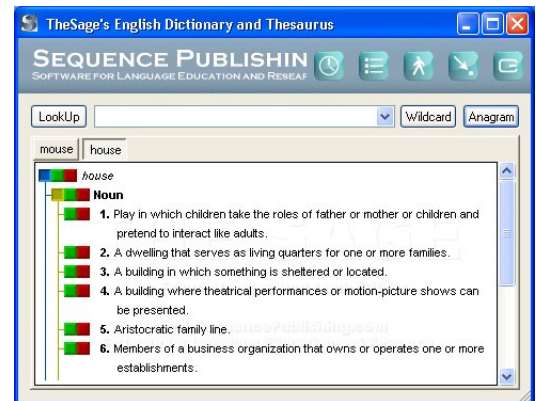 TheSage's English Dictionary and Thesaurus
SEQUENCE PUBLISHIN
SOFTWARE FOR LANGUAGE EDUCATION AND RESEAR
LookUp Wildcard Anagram
mouse house
house
Noun
1. Play in which children take the roles of father or mother or children and
pretend to interact like adults.
2. A dwelling that serves as living quarters for one or more families.
3. A building in which something is sheltered or located.
4. A building where theatrical performances or motion-picture shows can
be presented.
5. Aristocratic family line.
6. Members of a business organization that owns or operates one or more
establishments.